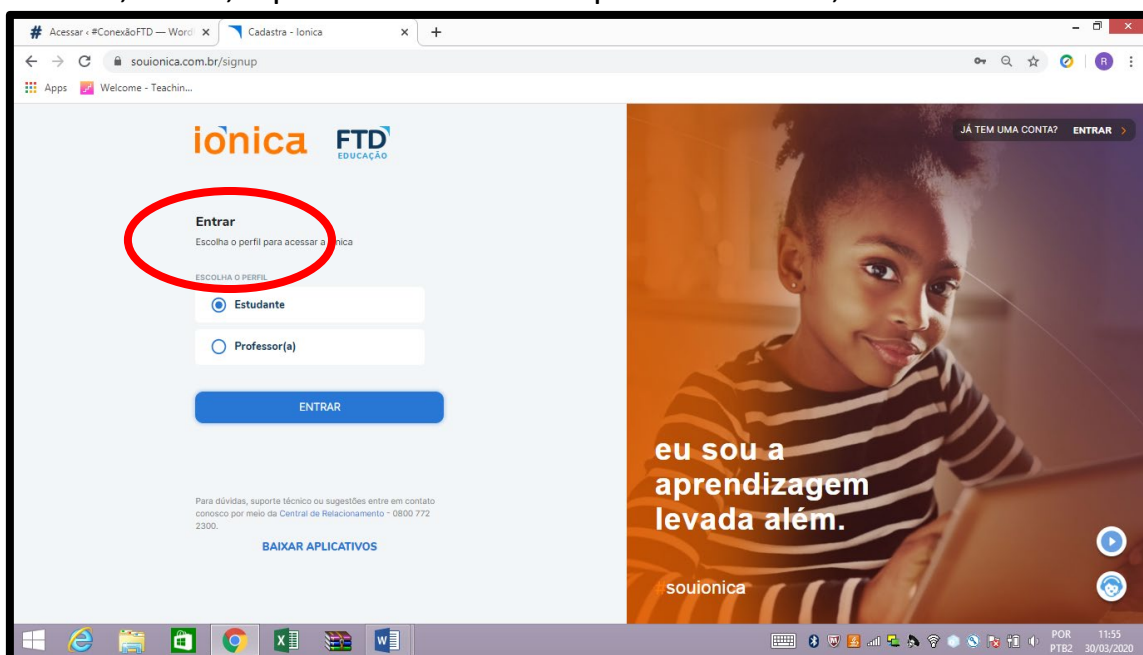 Acessar ‹ #ConexãoFTD — Word
Cadastra - Ionica
souionica.com.br/signup
R
Apps
Welcome - Teachin...
ionica
FTD
EDUCAÇÃO
JÁ TEM UMA CONTA? ENTRAR >
Entrar
Escolha o perfil para acessar a
ESCOLHA O PERFIL
Estudante
Professor(a)
ENTRAR
Para dúvidas, suporte técnico ou sugestões entre em contato
conosco por meio da Central de Relacionamento - 0800 772
2300.
BAIXAR APLICATIVOS
eu sou a
aprendizagem
levada além.
#souionica
POR 11:55
PTB2 30/03/2020